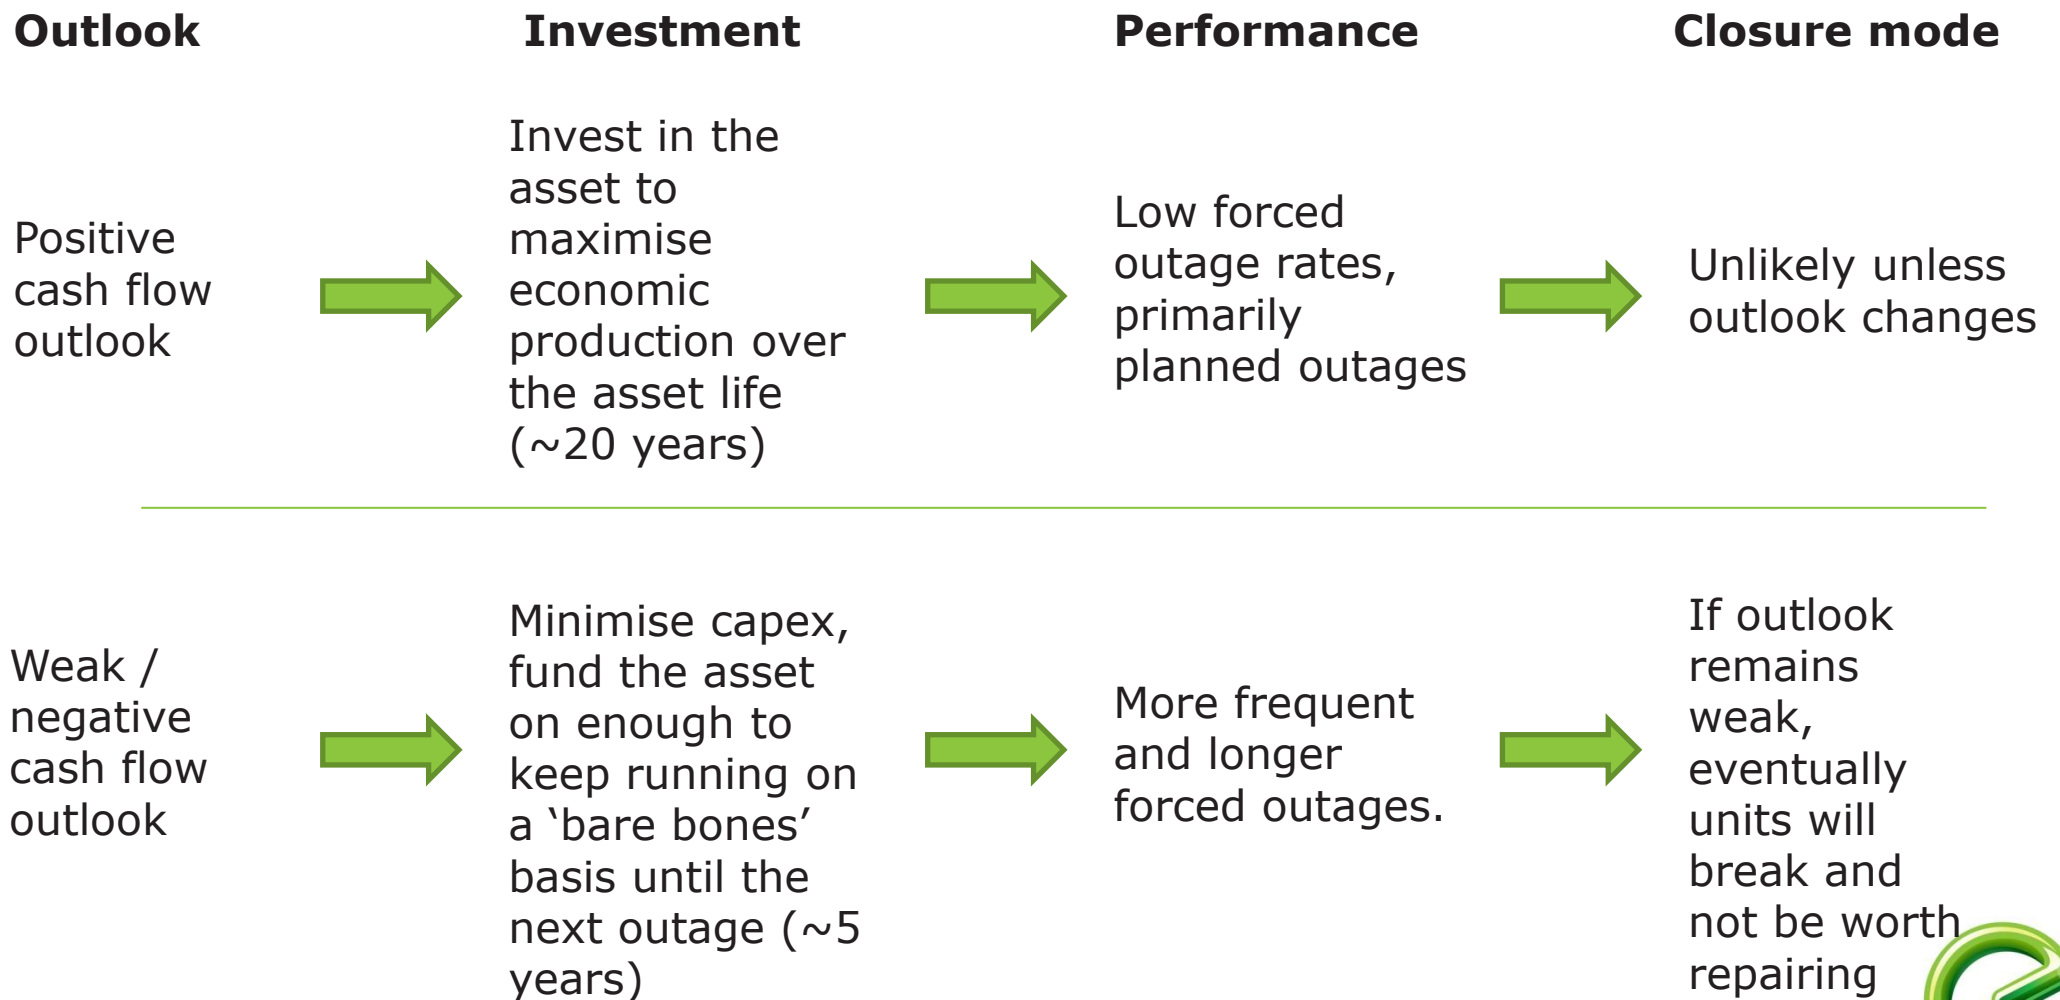 Outlook
Investment
Performance
Closure mode
Positive
cash flow
outlook
Invest in the
asset to
maximise
economic
production over
the asset life
(~20 years)
Low forced
outage rates,
primarily
planned outages
Unlikely unless
outlook changes
Weak /
negative
cash flow
outlook
Minimise capex,
fund the asset
on enough to
keep running on
a ‘bare bones’
basis until the
next outage (~5
years)
More frequent
and longer
forced outages.
If outlook
remains
weak,
eventually
units will
break and
not be worth
repairing